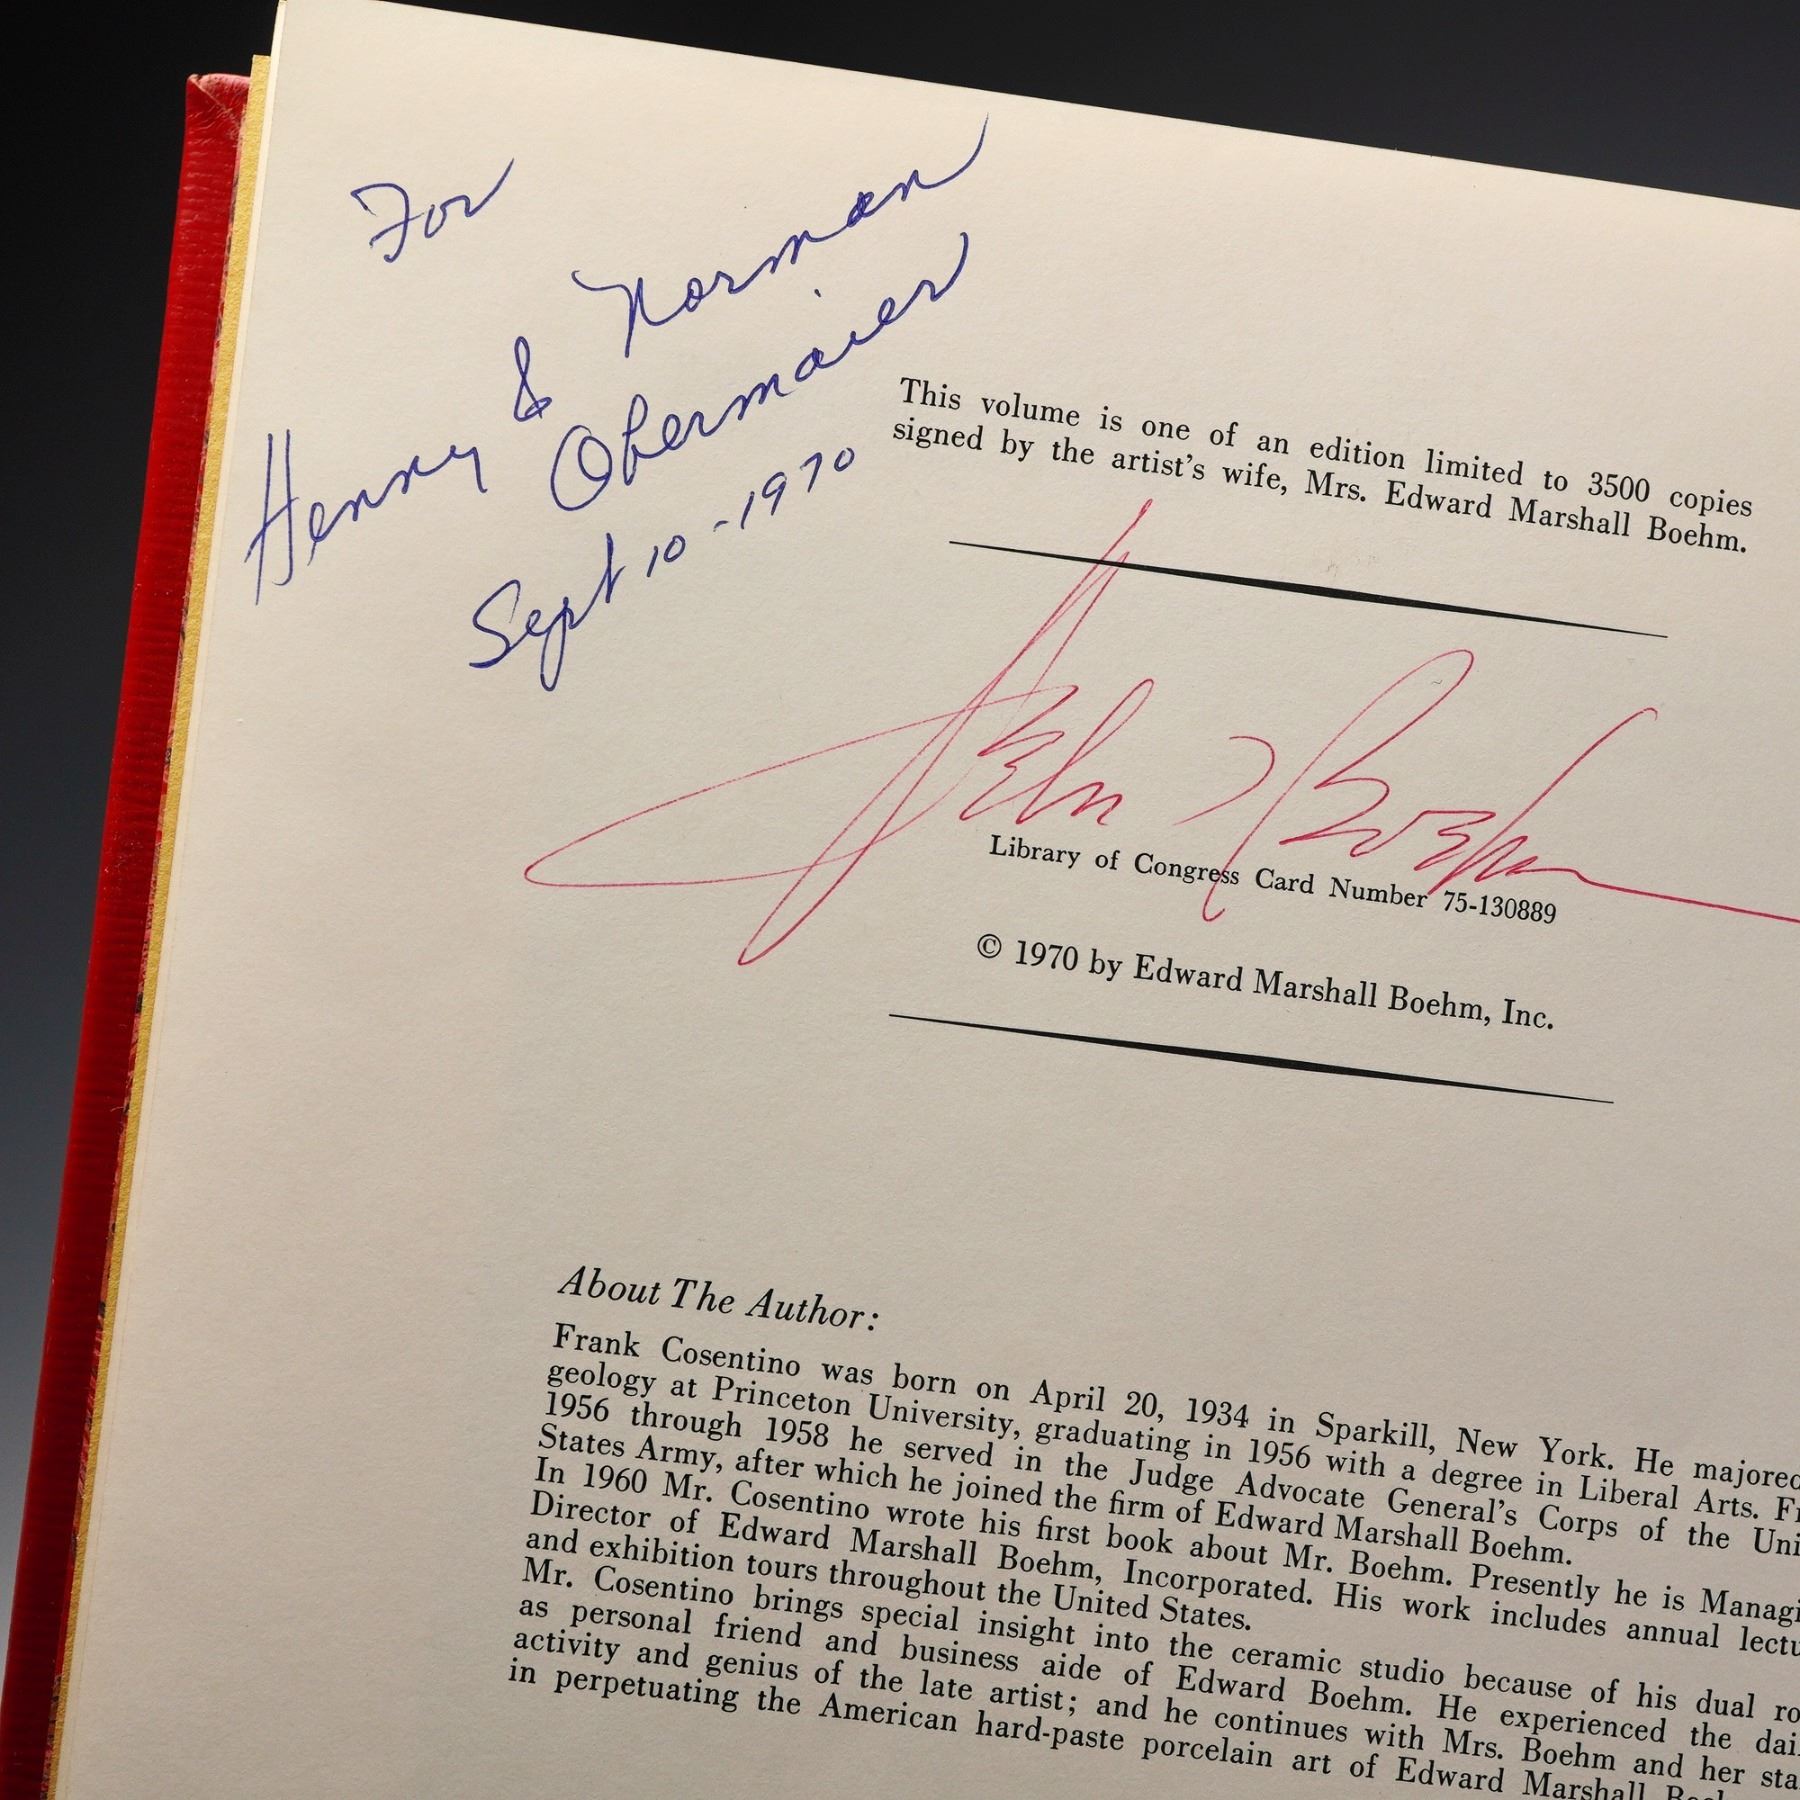 For
Henry & Norman
Obermaier
Sept 10-1970
This volume is one of an edition limited to 3500 copies
signed by the artist's wife, Mrs. Edward Marshall Boehm.
Helen F Boehm
Library of Congress Card Number 75-130889
© 1970 by Edward Marshall Boehm, Inc.
About The Author:
Frank Cosentino was born on April 20, 1934 in Sparkill, New York. He majored
geology at Princeton University, graduating in 1956 with a degree in Liberal Arts. Fr
1956 through 1958 he served in the Judge Advocate General's Corps of the Uni
States Army, after which he joined the firm of Edward Marshall Boehm.
In 1960 Mr. Cosentino wrote his first book about Mr. Boehm. Presently he is Managi
Director of Edward Marshall Boehm, Incorporated. His work includes annual lectu
and exhibition tours throughout the United States.
Mr. Cosentino brings special insight into the ceramic studio because of his dual ro
as personal friend and business aide of Edward Boehm. He experienced the dai
activity and genius of the late artist; and he continues with Mrs. Boehm and her sta
in perpetuating the American hard-paste porcelain art of Edward Marshall